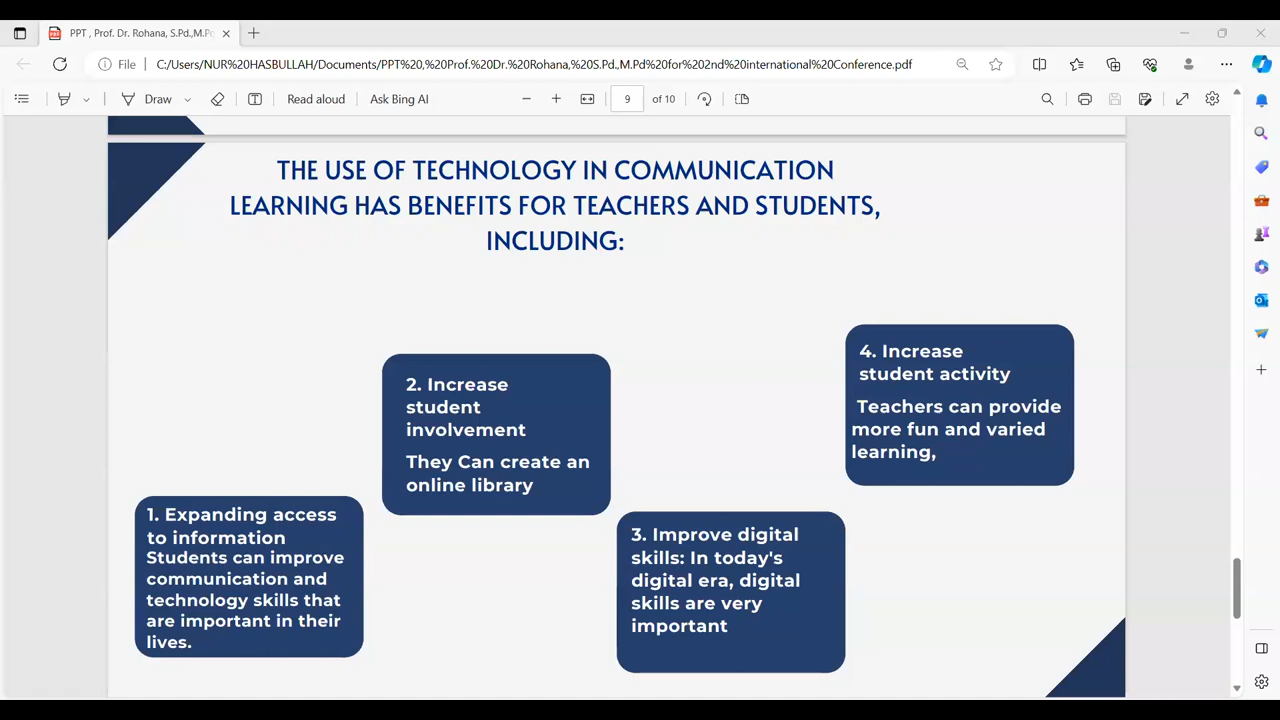 PPT , Prof. Dr. Rohana, S.Pd.,M.Pd
File
C:/Users/NUR%20HASBULLAH/Documents/PPT%20,%20Prof.%20Dr.%20Rohana,%20S.Pd.,M.Pd%20for%202nd%20international%20Conference.pdf
Draw
Read aloud
Ask Bing AI
9
of 10
THE USE OF TECHNOLOGY IN COMMUNICATION
LEARNING HAS BENEFITS FOR TEACHERS AND STUDENTS,
INCLUDING:
1. Expanding access
to information
Students can improve
communication and
technology skills that
are important in their
lives.
2. Increase
student
involvement
They Can create an
online library
3. Improve digital
skills: In today's
digital era, digital
skills are very
important
4. Increase
student activity
Teachers can provide
more fun and varied
learning,